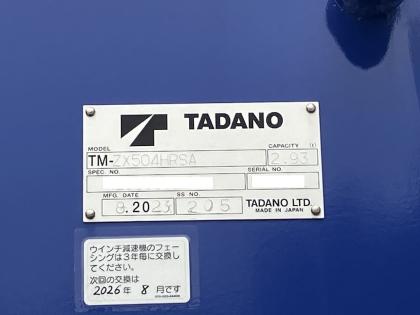 TADANO
MODEL
CAPACITY (t)
TM-ZX504HRSA
2.93
SPEC. NO.
SERIAL NO.
MFG. DATE
SS NO.
8.2023
205
TADANO LTD.
MADE IN JAPAN
ウインチ減速機のフェー
シングは3年毎に交換し
てください。
次回の交換は
2026年 8月です